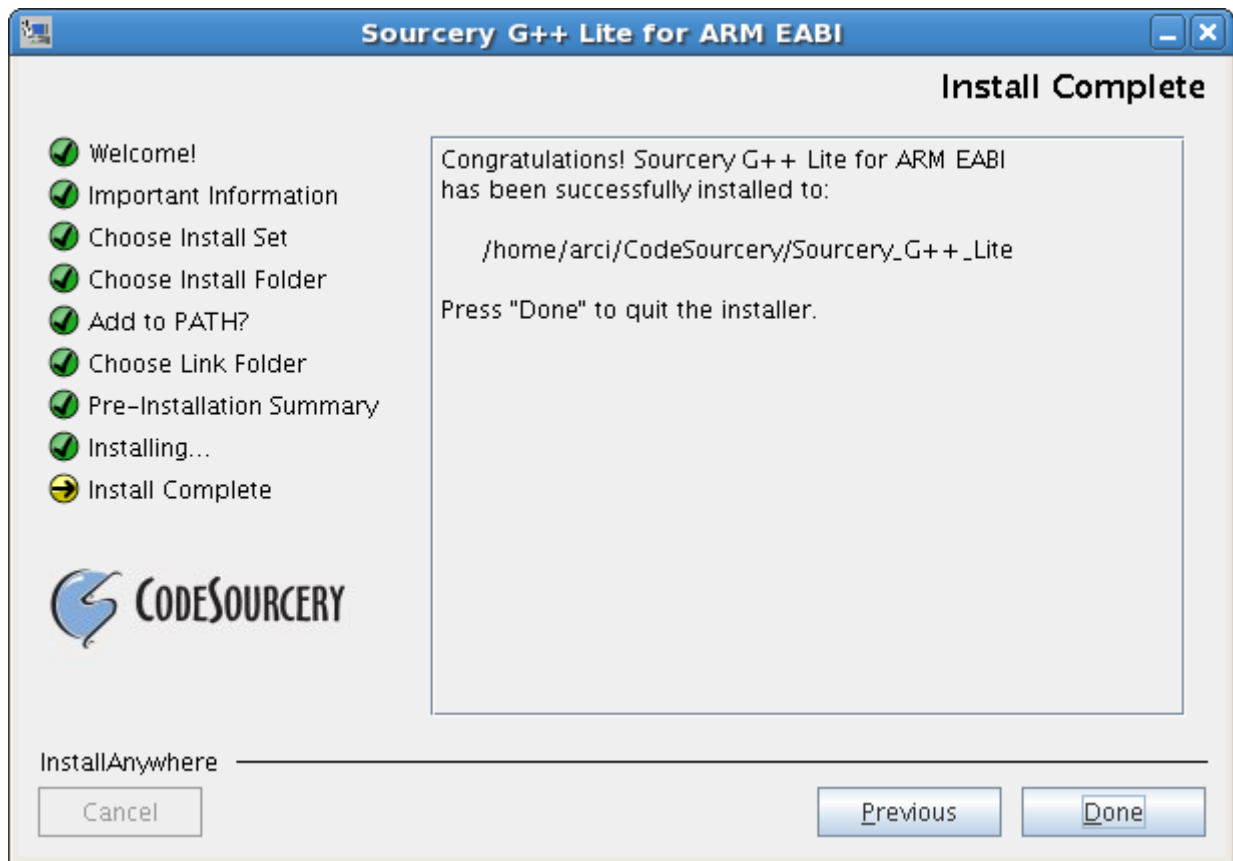 Sourcery G++ Lite for ARM EABI
Install Complete
Welcome!
Important Information
Choose Install Set
Choose Install Folder
Add to PATH?
Choose Link Folder
Pre-Installation Summary
Installing...
Install Complete
CODESOURCERY
Congratulations! Sourcery G++ Lite for ARM EABI
has been successfully installed to:
/home/arci/CodeSourcery/Sourcery_G++_Lite
Press "Done" to quit the installer.
InstallAnywhere
Cancel
Previous
Done